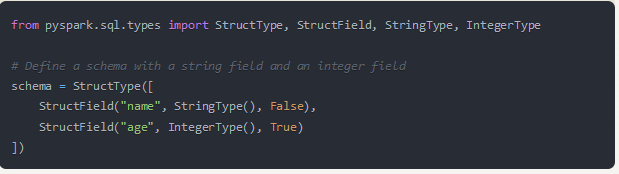 from pyspark.sql.types import StructType, StructField, StringType, IntegerType
# Define a schema with a string field and an integer field
schema = StructType([
    StructField("name", StringType(), False),
    StructField("age", IntegerType(), True)
])